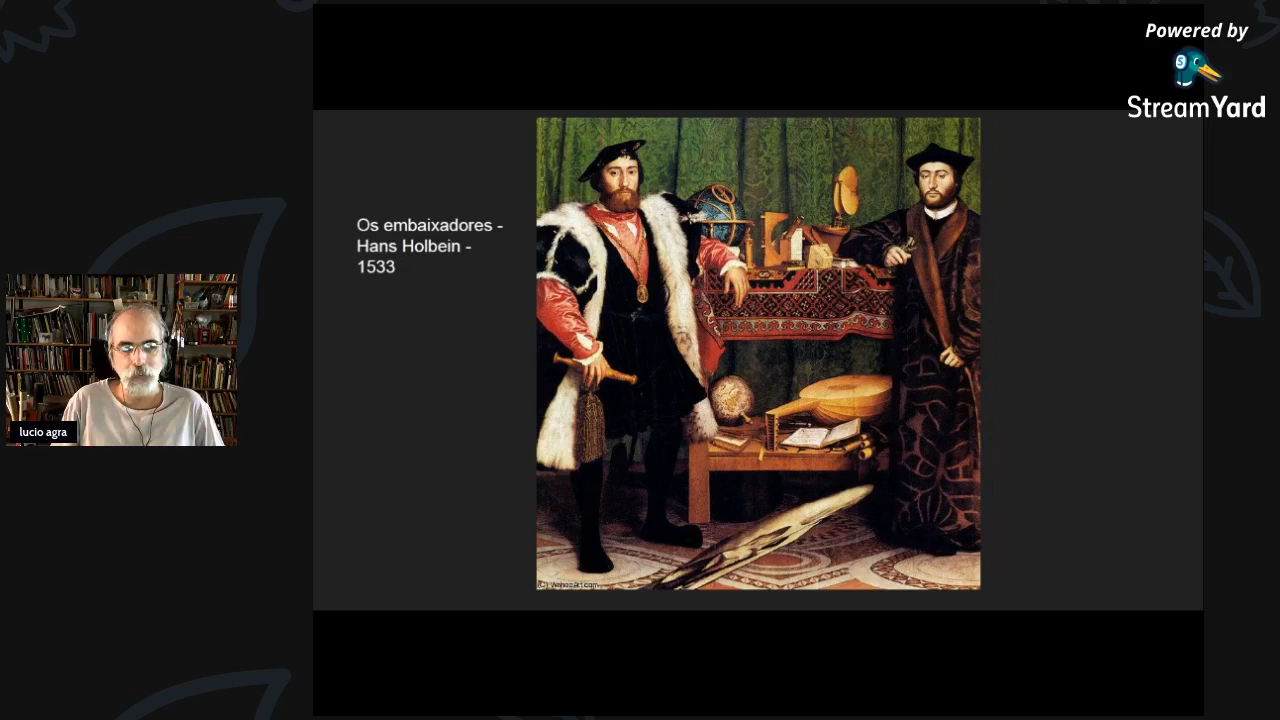 Powered by
StreamYard
Os embaixadores -
Hans Holbein -
1533
lucio agra